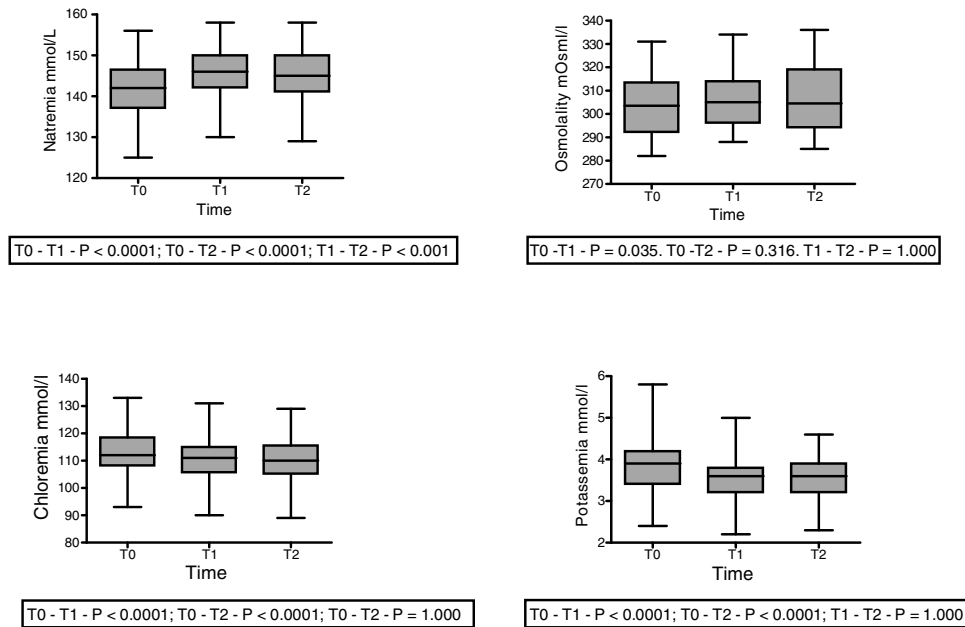 Natremia mmol/L
160
150
140
130
120
T0 T1 T2
Time
T0 - T1 - P < 0.0001; T0 - T2 - P < 0.0001; T1 - T2 - P < 0.001
Osmolality mOsml/l
340
330
320
310
300
290
280
270
T0 T1 T2
Time
T0 -T1 - P = 0.035. T0 -T2 - P = 0.316. T1 - T2 - P = 1.000
Chloremia mmol/l
140
130
120
110
100
90
80
T0 T1 T2
Time
T0 - T1 - P < 0.0001; T0 - T2 - P < 0.0001; T0 - T2 - P = 1.000
Potassemia mmol/l
6
5
4
3
2
T0 T1 T2
Time
T0 - T1 - P < 0.0001; T0 - T2 - P < 0.0001; T1 - T2 - P = 1.000